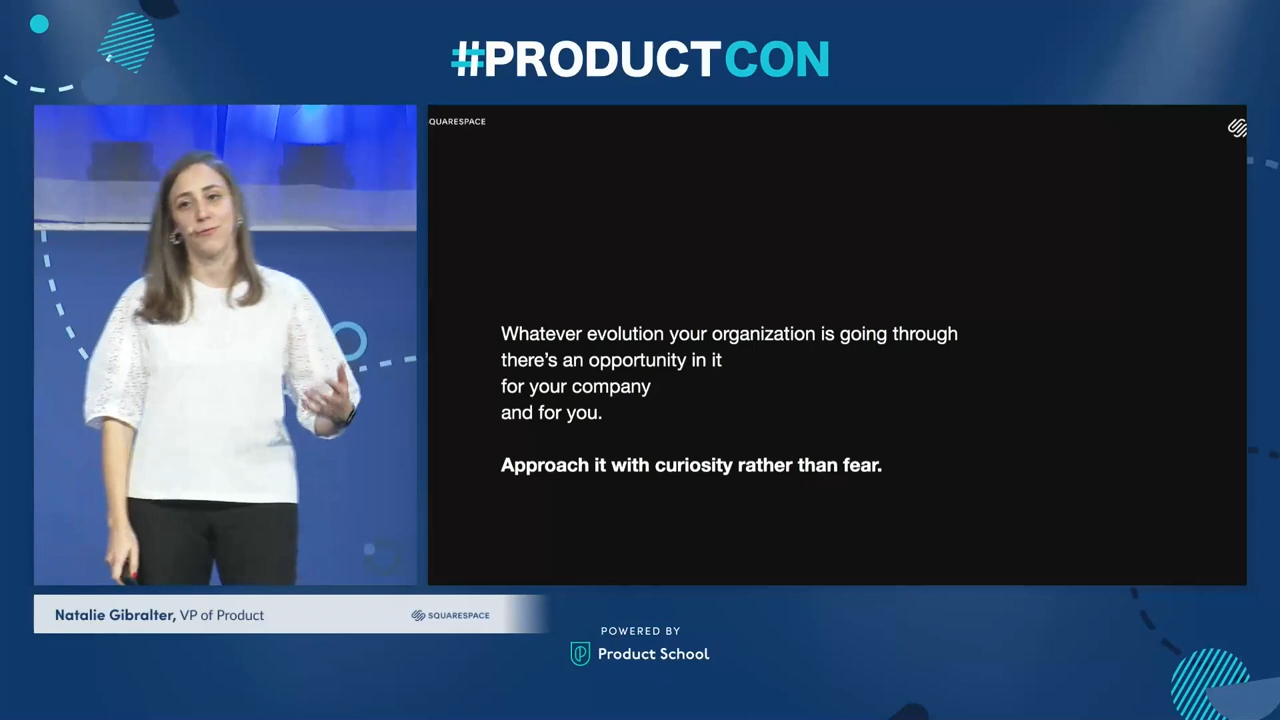 #PRODUCTCON
QUARESPACE
Whatever evolution your organization is going through
there's an opportunity in it
for your company
and for you.
Approach it with curiosity rather than fear.
Natalie Gibralter, VP of Product
SQUARESPACE
POWERED BY
Product School